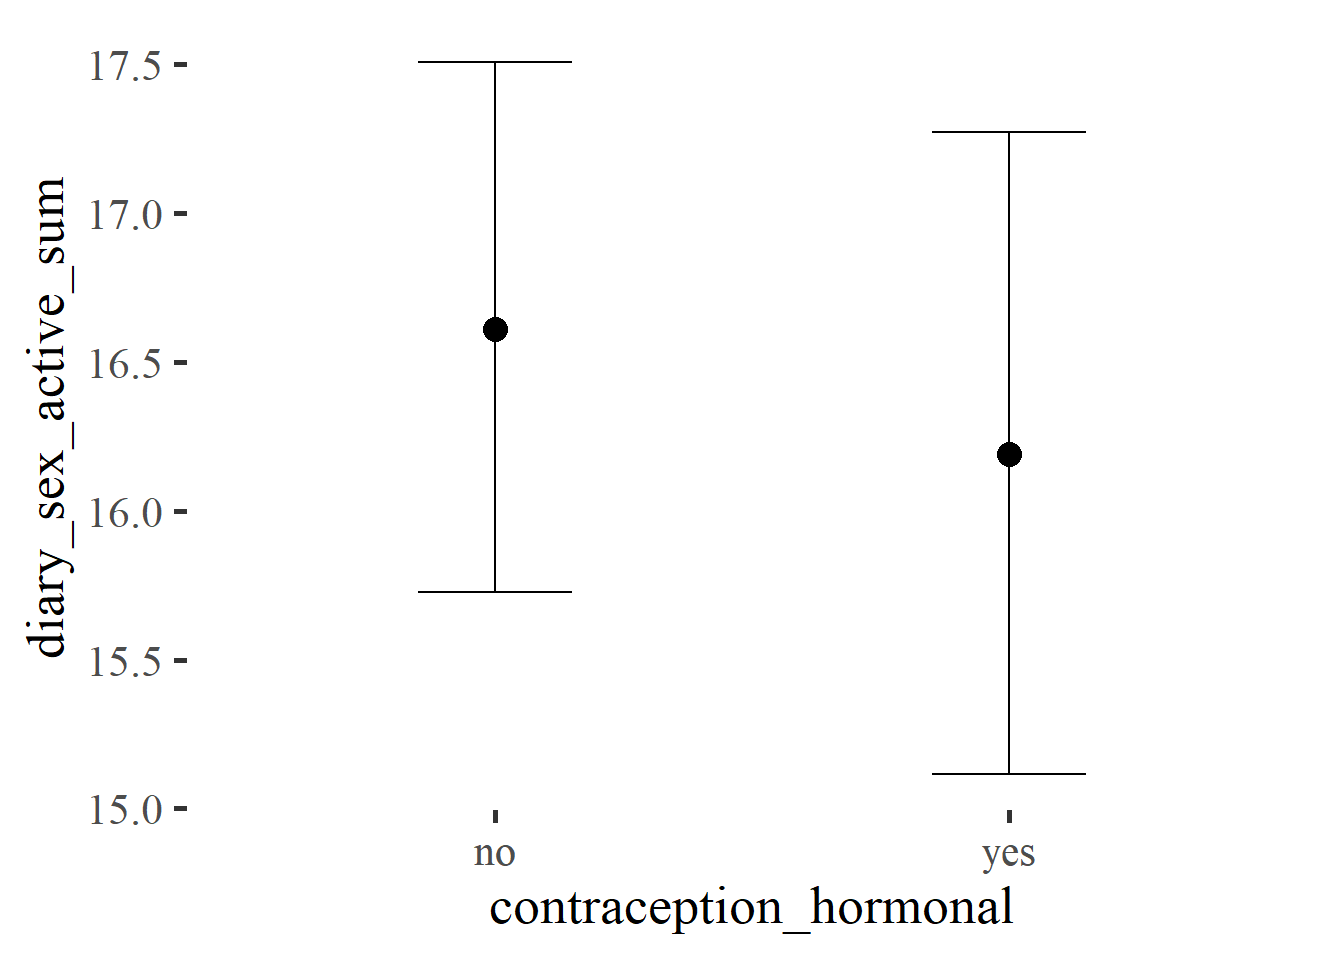 diary_sex_active_sum
17.5
17.0
16.5
16.0
15.5
15.0
no yes
contraception_hormonal